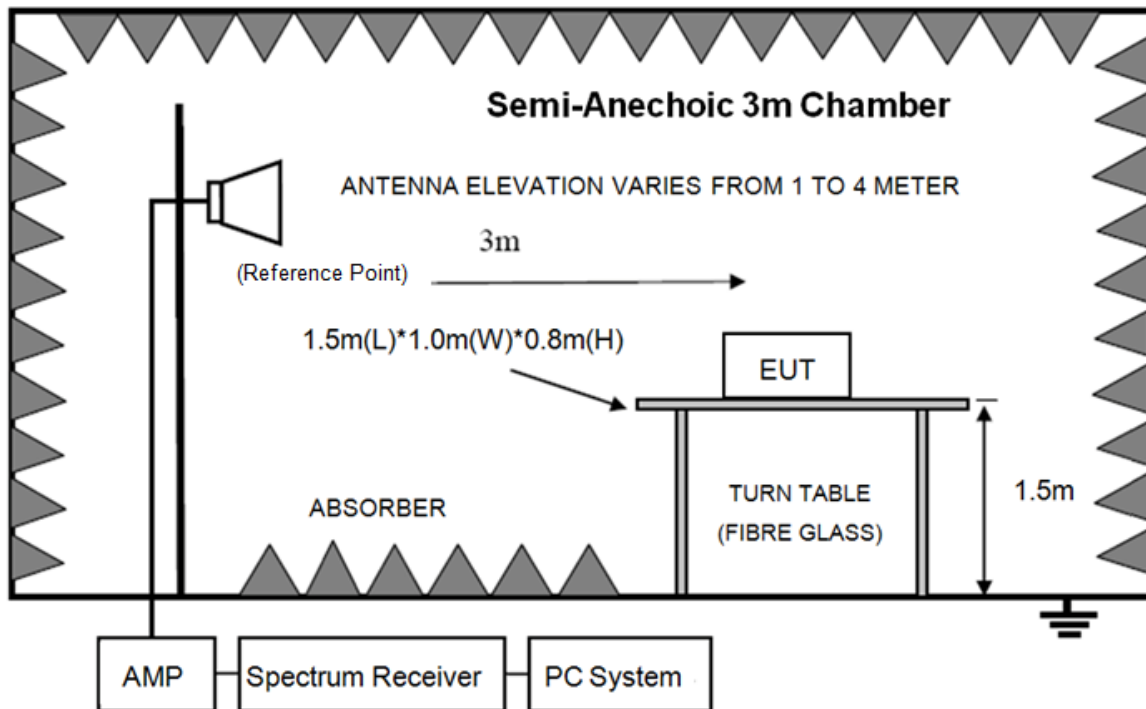 Semi-Anechoic 3m Chamber
ANTENNA ELEVATION VARIES FROM 1 TO 4 METER
3m
(Reference Point)
1.5m(L)*1.0m(W)*0.8m(H)
EUT
ABSORBER
TURN TABLE
(FIBRE GLASS)
1.5m
AMP
Spectrum Receiver
PC System